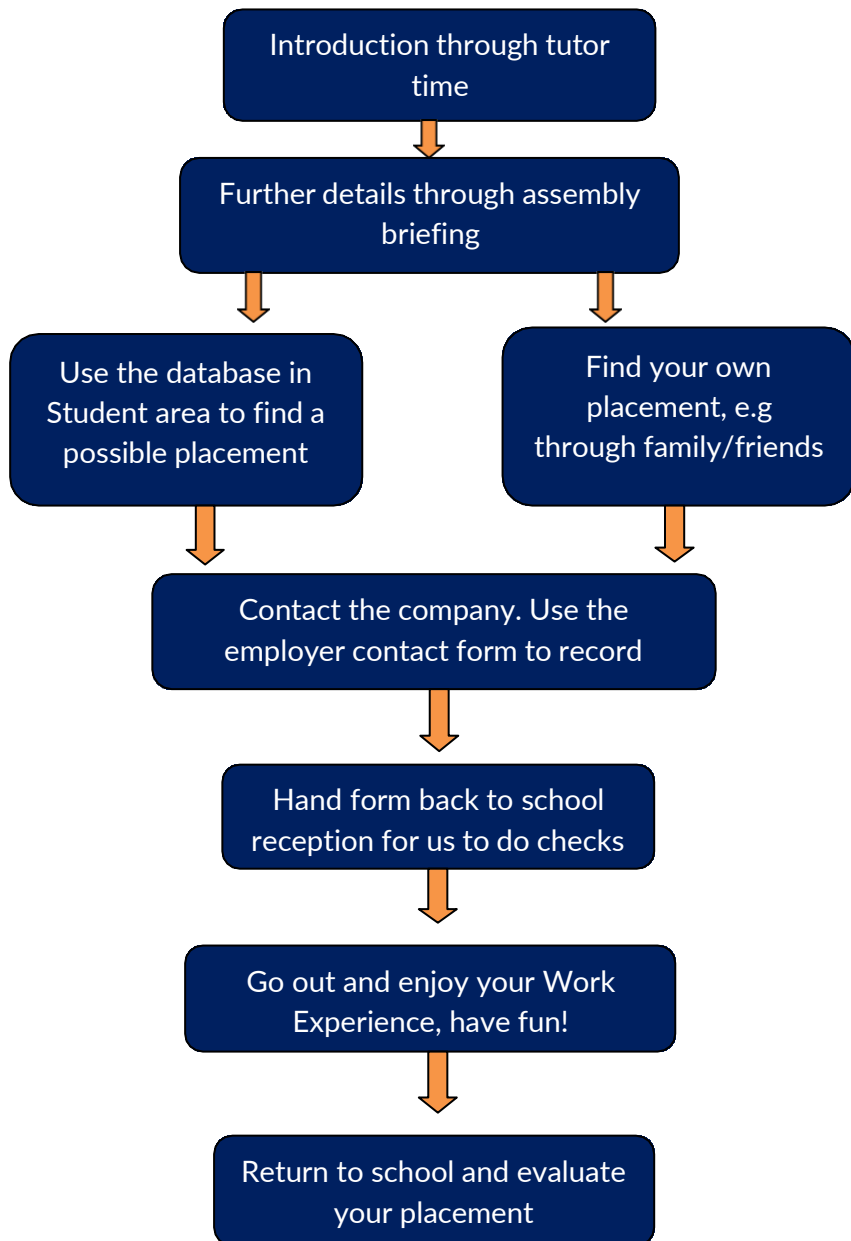 Introduction through tutor
time
Further details through assembly
briefing
Use the database in
Student area to find a
possible placement
Find your own
placement, e.g
through family/friends
Contact the company. Use the
employer contact form to record
Hand form back to school
reception for us to do checks
Go out and enjoy your Work
Experience, have fun!
Return to school and evaluate
your placement